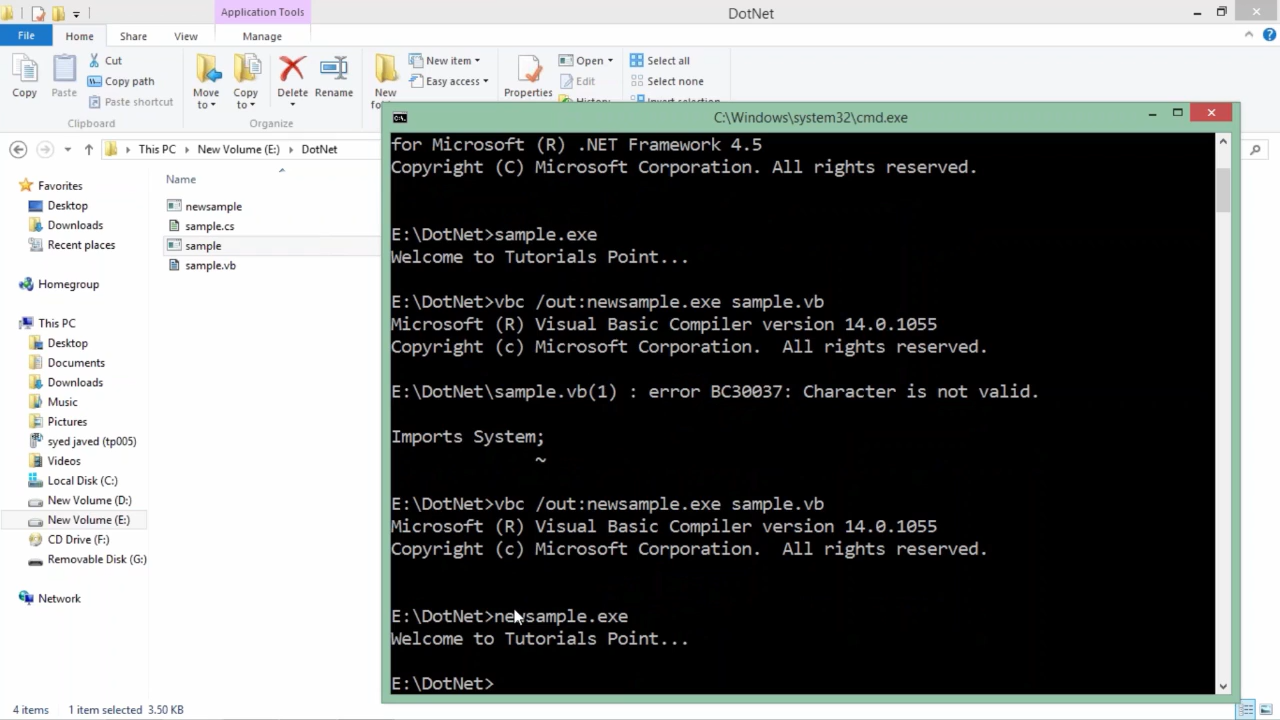 Application Tools
DotNet
File
Home
Share
View
Manage
Copy
Paste
Cut
Copy path
Paste shortcut
Move to
Copy to
Delete
Rename
New
New item
Easy access
Properties
Open
Edit
History
Select all
Select none
Invert selection
Clipboard
Organize
This PC
New Volume (E:)
DotNet
Favorites
Desktop
Downloads
Recent places
Homegroup
This PC
Desktop
Documents
Downloads
Music
Pictures
syed javed (tp005)
Videos
Local Disk (C:)
New Volume (D:)
New Volume (E:)
CD Drive (F:)
Removable Disk (G:)
Network
Name
newsample
sample.cs
sample
sample.vb
4 items
1 item selected 3.50 KB
C:\Windows\system32\cmd.exe
for Microsoft (R) .NET Framework 4.5
Copyright (C) Microsoft Corporation. All rights reserved.
E:\DotNet>sample.exe
Welcome to Tutorials Point...
E:\DotNet>vbc /out:newsample.exe sample.vb
Microsoft (R) Visual Basic Compiler version 14.0.1055
Copyright (c) Microsoft Corporation.  All rights reserved.
E:\DotNet\sample.vb(1) : error BC30037: Character is not valid.
Imports System;
~
E:\DotNet>vbc /out:newsample.exe sample.vb
Microsoft (R) Visual Basic Compiler version 14.0.1055
Copyright (c) Microsoft Corporation.  All rights reserved.
E:\DotNet>newsample.exe
Welcome to Tutorials Point...
E:\DotNet>